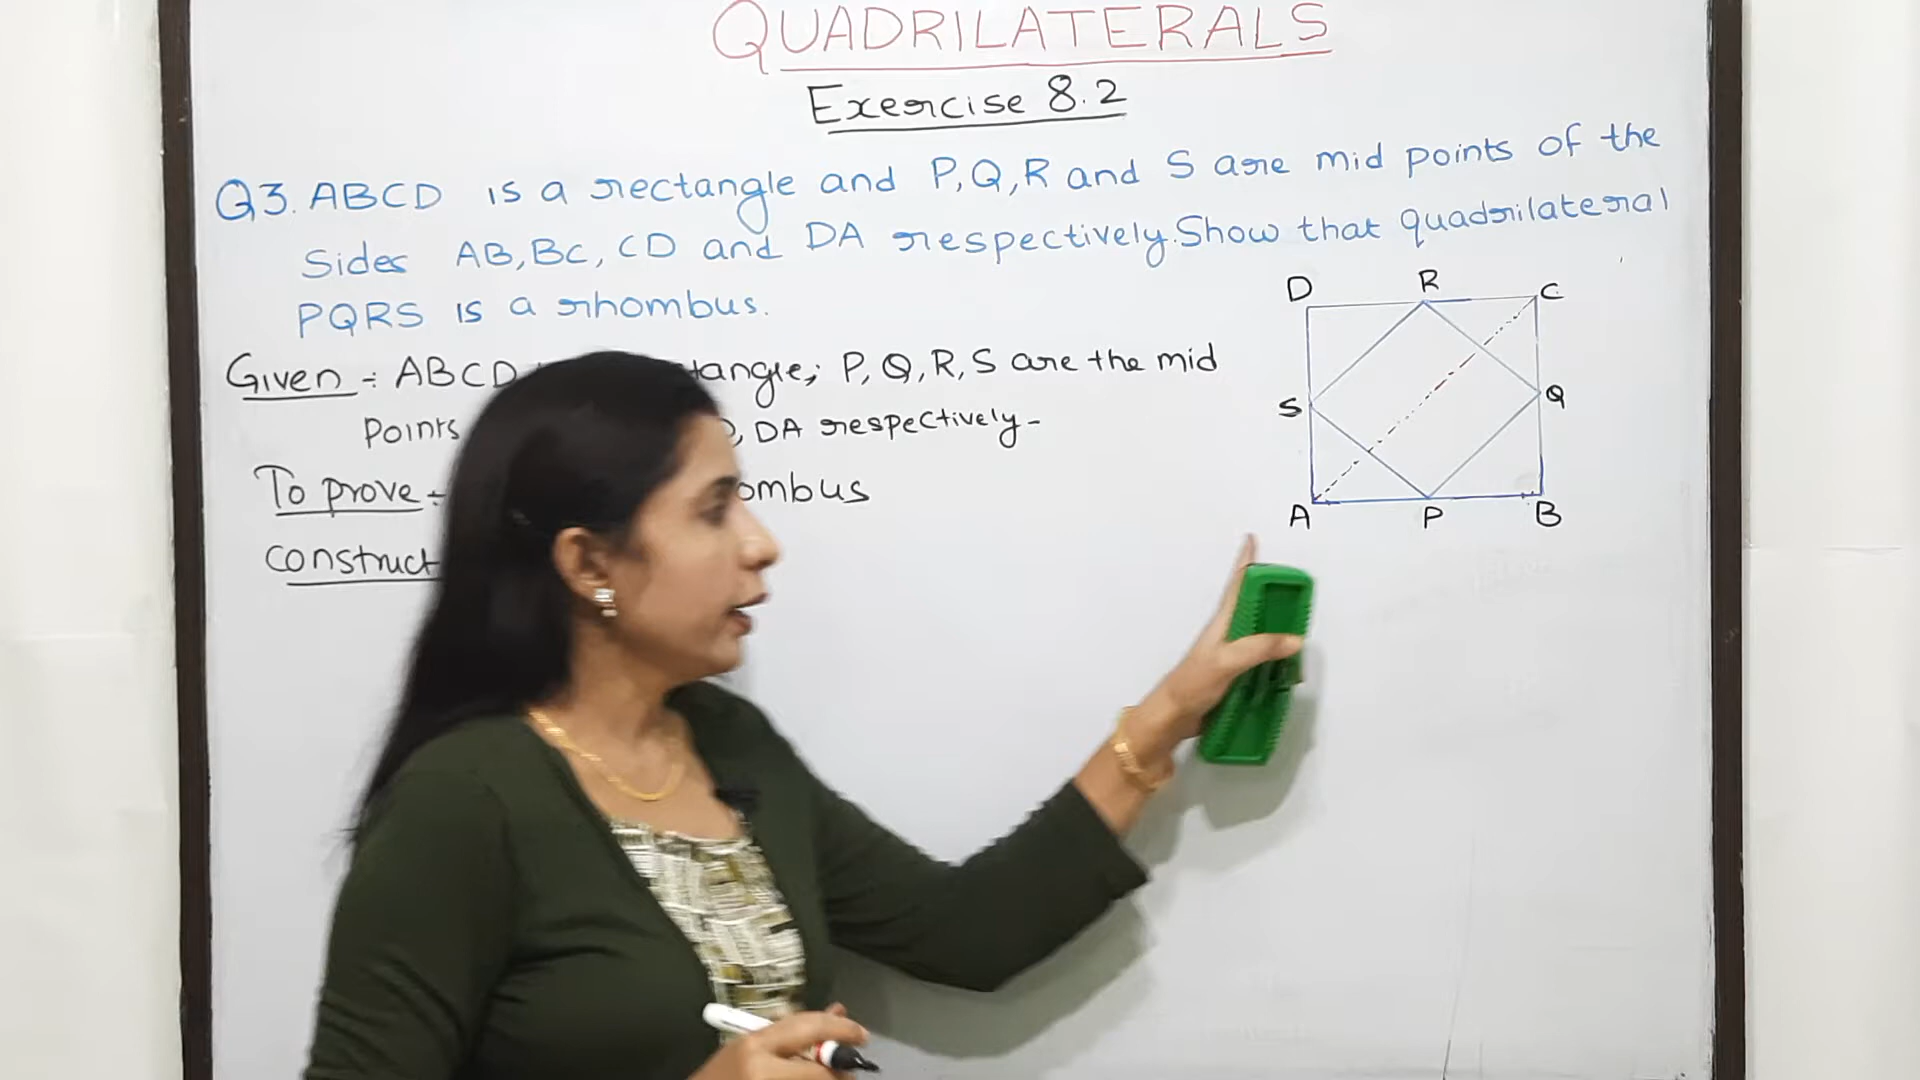 QUADRILATERALS
Exercise 8.2
Q3. ABCD is a rectangle and P, Q, R and S are mid points of the
Sides AB, BC, CD and DA respectively. Show that quadrilateral
PQRS is a rhombus.
Given :- ABCD angle; P, Q, R, S are the mid
Points , DA respectively-
To prove :- ombus
construct
D R C
S Q
A P B